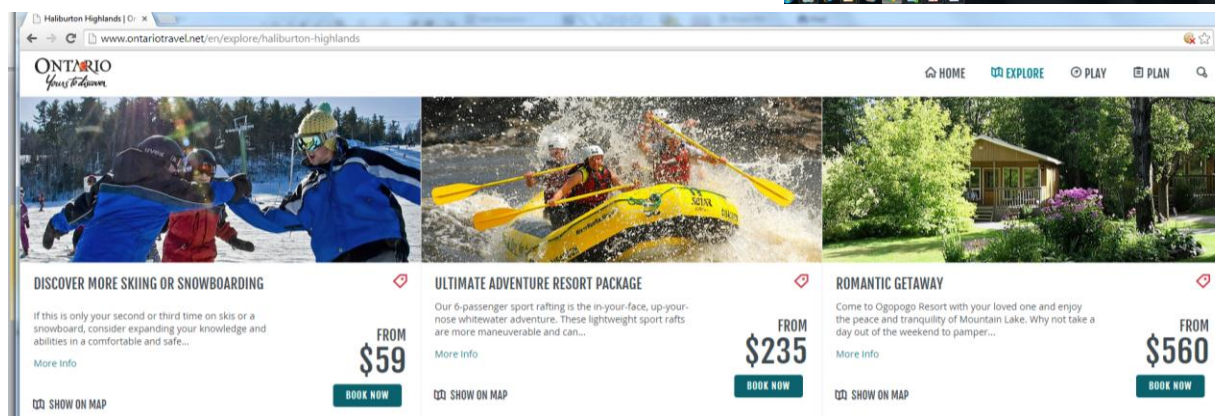 Haliburton Highlands | Or
www.ontariotravel.net/en/explore/haliburton-highlands
ONTARIO
Yours to discover
HOME
EXPLORE
PLAY
PLAN
DISCOVER MORE SKIING OR SNOWBOARDING
If this is only your second or third time on skis or a
snowboard, consider expanding your knowledge and
abilities in a comfortable and safe...
More Info
FROM
$59
BOOK NOW
SHOW ON MAP
ULTIMATE ADVENTURE RESORT PACKAGE
Our 6-passenger sport rafting is the in-your-face, up-your-
nose whitewater adventure. These lightweight sport rafts
are more maneuverable and can...
More Info
FROM
$235
BOOK NOW
SHOW ON MAP
ROMANTIC GETAWAY
Come to Ogopogo Resort with your loved one and enjoy
the peace and tranquility of Mountain Lake. Why not take a
day out of the weekend to pamper...
More Info
FROM
$560
BOOK NOW
SHOW ON MAP